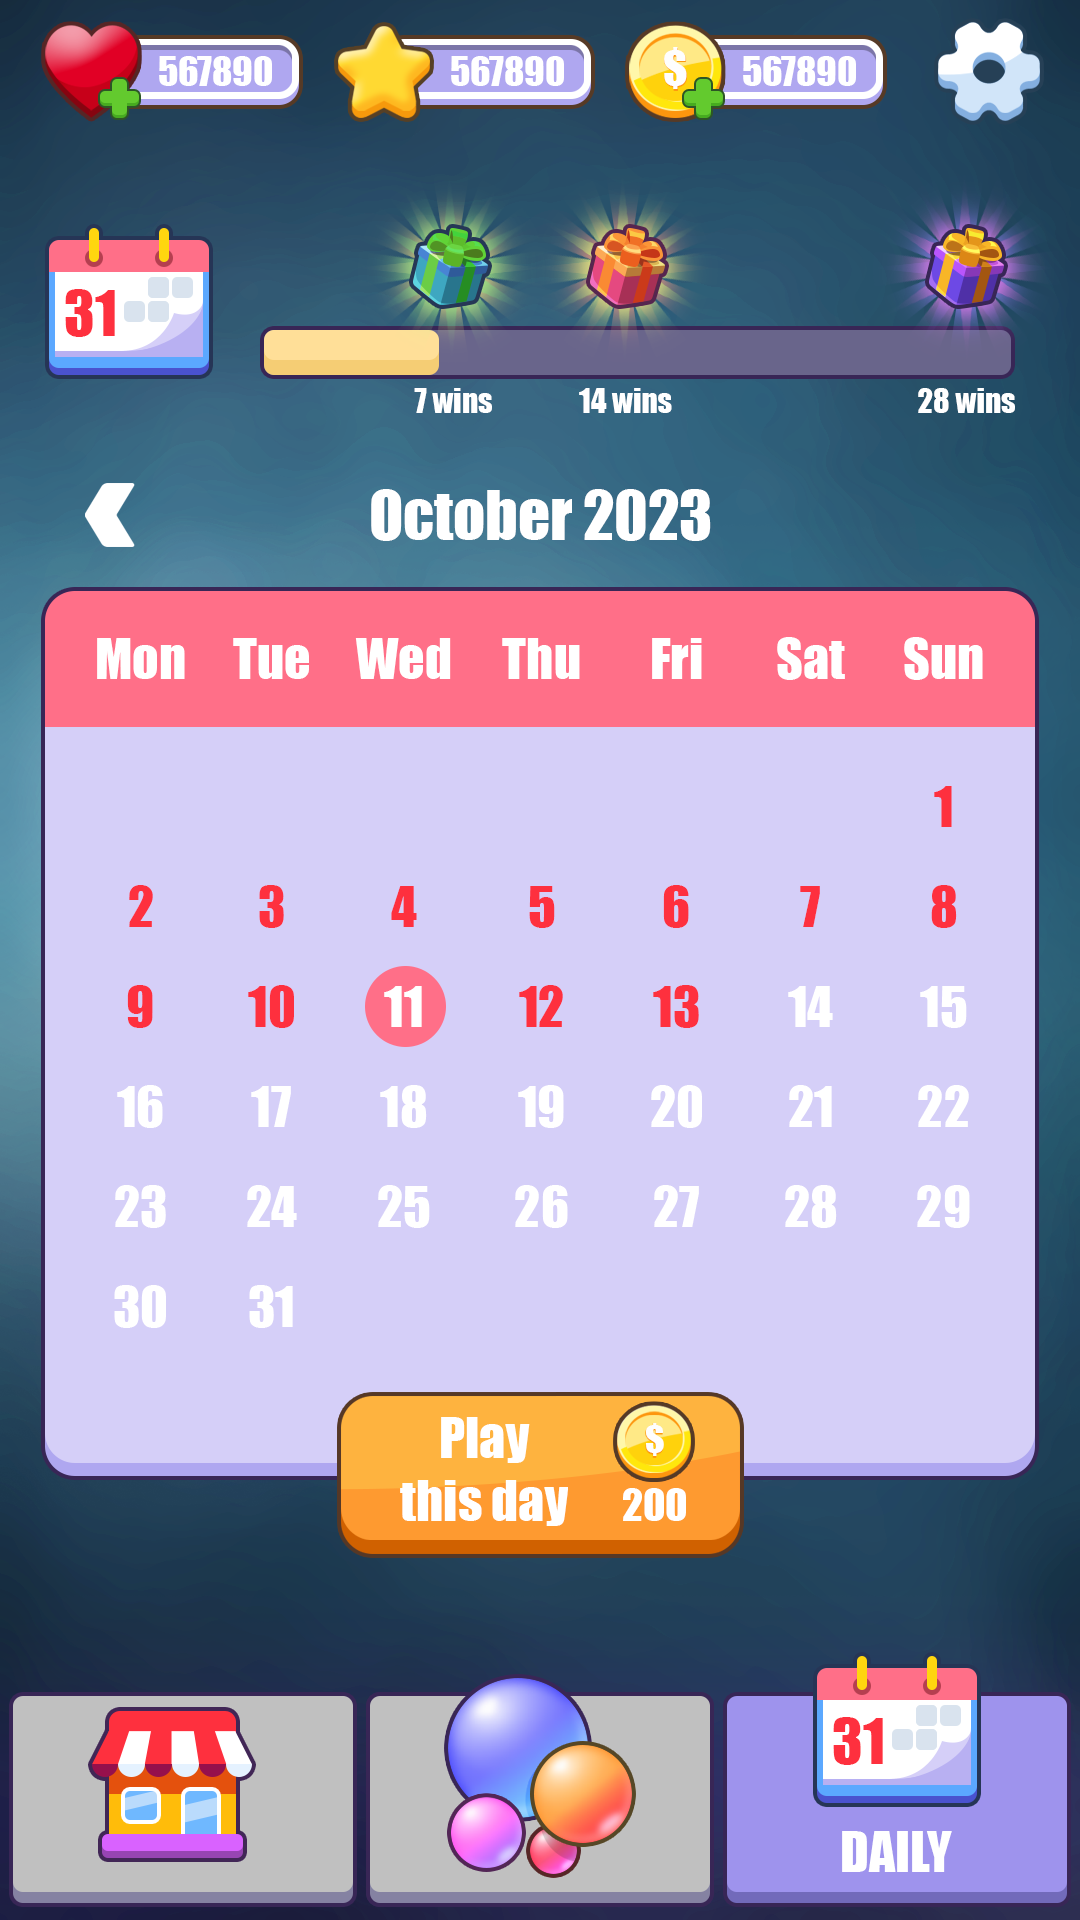 567890 567890 $ 567890
31
7 wins 14 wins 28 wins
October 2023
Mon Tue Wed Thu Fri Sat Sun
1
2 3 4 5 6 7 8
9 10 11 12 13 14 15
16 17 18 19 20 21 22
23 24 25 26 27 28 29
30 31
Play $
this day 200
31
DAILY